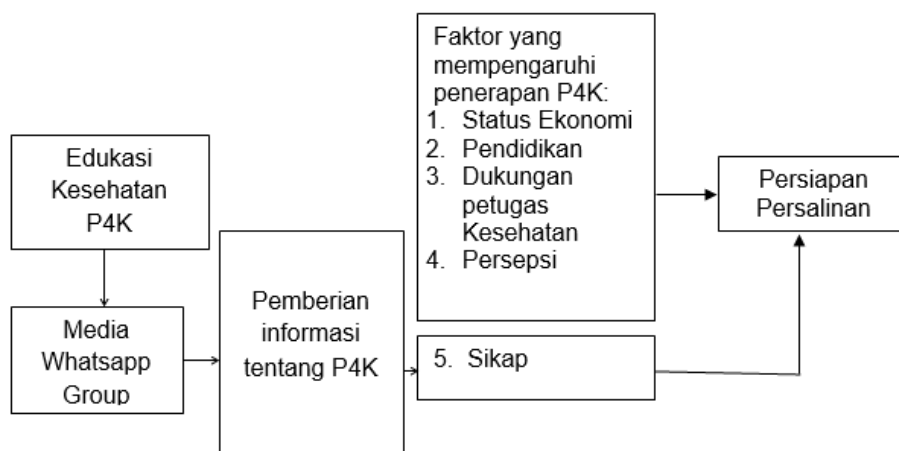 Edukasi
Kesehatan
P4K
Media
Whatsapp
Group
Pemberian
informasi
tentang P4K
Faktor yang
mempengaruhi
penerapan P4K:
1. Status Ekonomi
2. Pendidikan
3. Dukungan
petugas
Kesehatan
4. Persepsi
5. Sikap
Persiapan
Persalinan